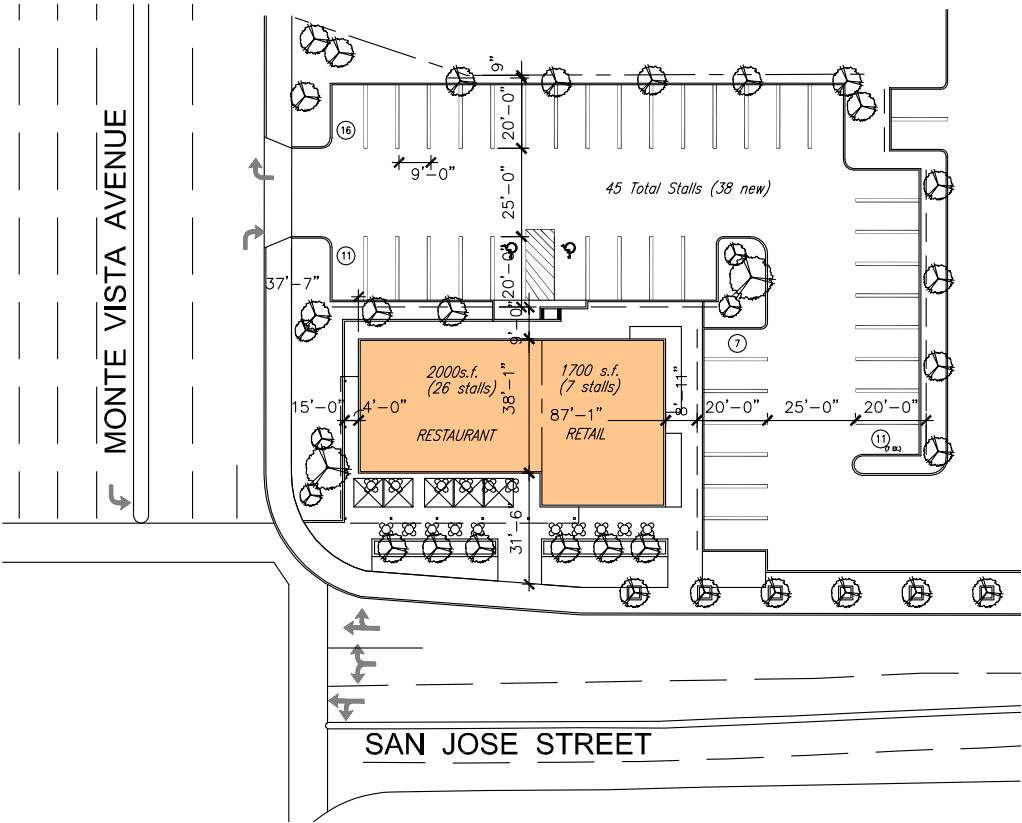 9"
20'-0"
16
9'-0"
45 Total Stalls (38 new)
25'-0"
MONTE VISTA AVENUE
11
20'-0"
37'-7"
9'-0"
7
2000s.f.
(26 stalls)
1700 s.f.
(7 stalls)
38'-1"
8'-11"
15'-0"
4'-0"
87'-1"
20'-0"
25'-0"
20'-0"
RESTAURANT
RETAIL
11
31'-6
SAN JOSE STREET